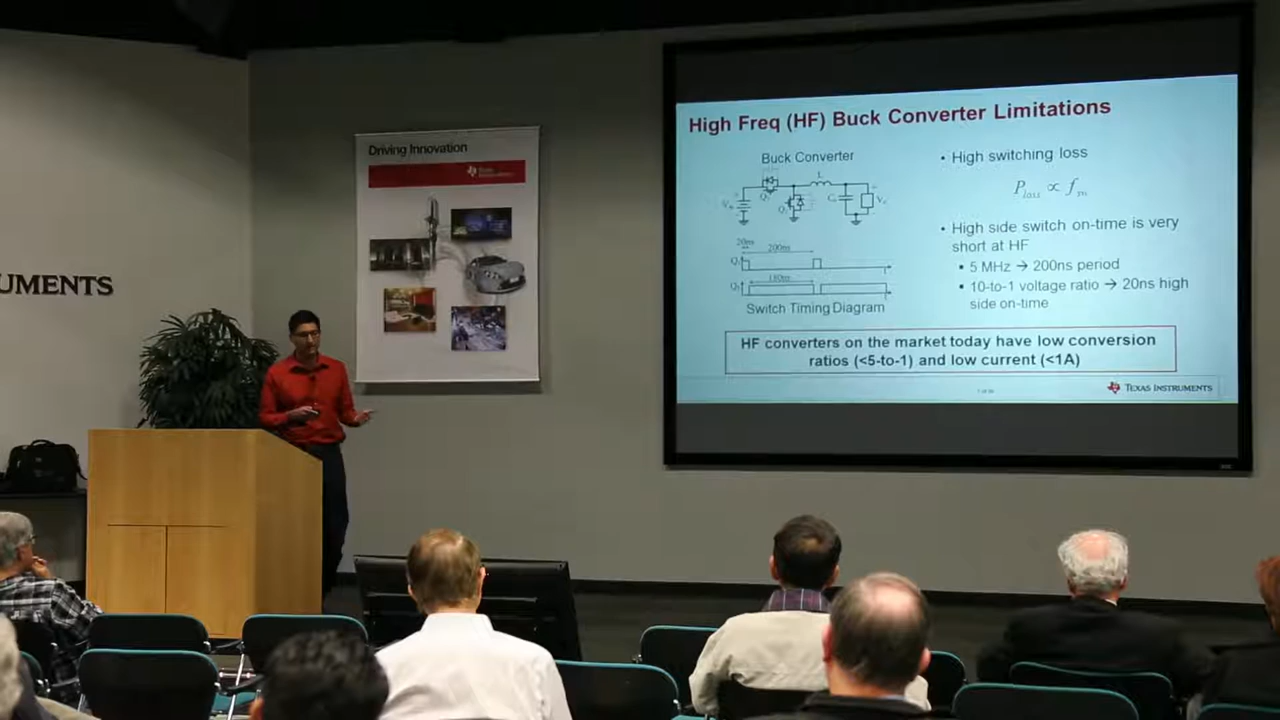 UMENTS
Driving Innovation
Texas Instruments
High Freq (HF) Buck Converter Limitations
Buck Converter
L
20ns
200ns
180ns
Switch Timing Diagram
• High switching loss
• High side switch on-time is very
short at HF
• 5 MHz → 200ns period
• 10-to-1 voltage ratio → 20ns high
side on-time
HF converters on the market today have low conversion
ratios (<5-to-1) and low current (<1A)
TEXAS INSTRUMENTS